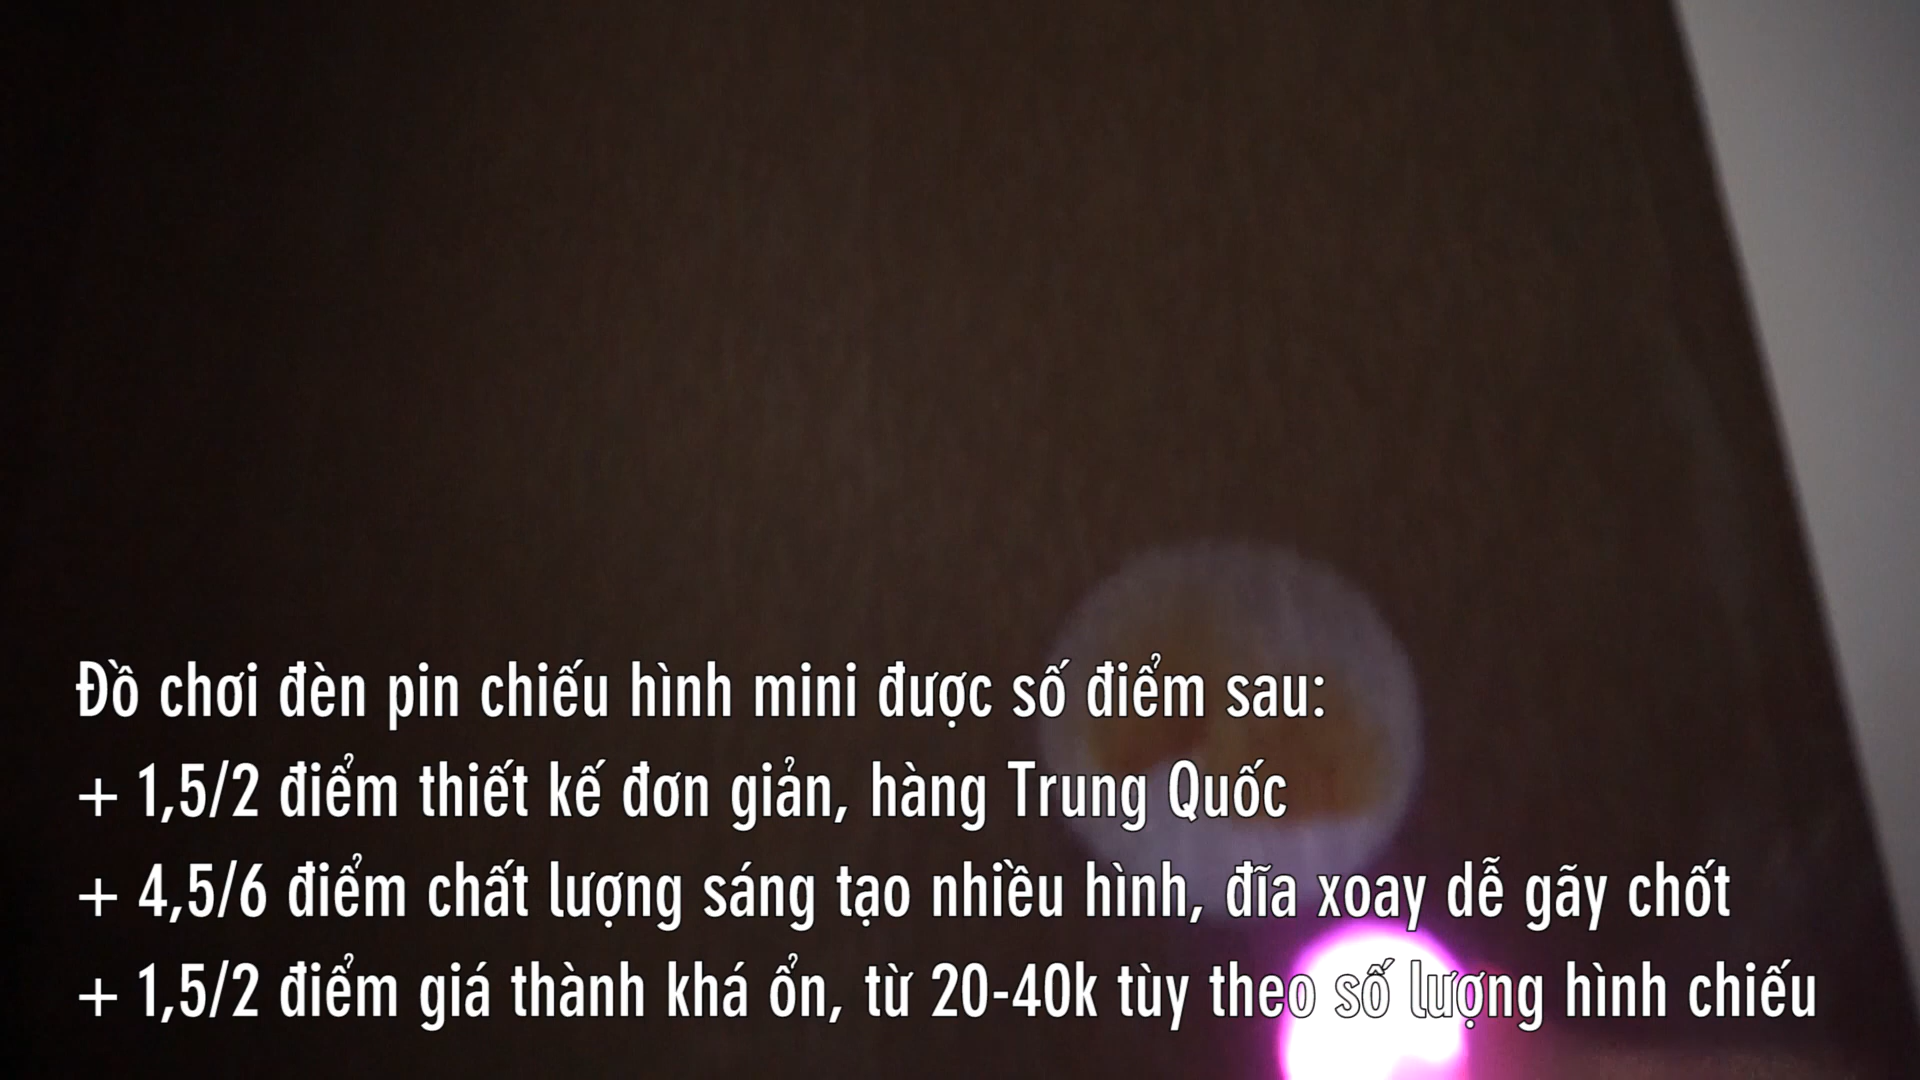 Đồ chơi đèn pin chiếu hình mini được số điểm sau:
+ 1,5/2 điểm thiết kế đơn giản, hàng Trung Quốc
+ 4,5/6 điểm chất lượng sáng tạo nhiều hình, đĩa xoay dễ gãy chốt
+ 1,5/2 điểm giá thành khá ổn, từ 20-40k tùy theo số lượng hình chiếu